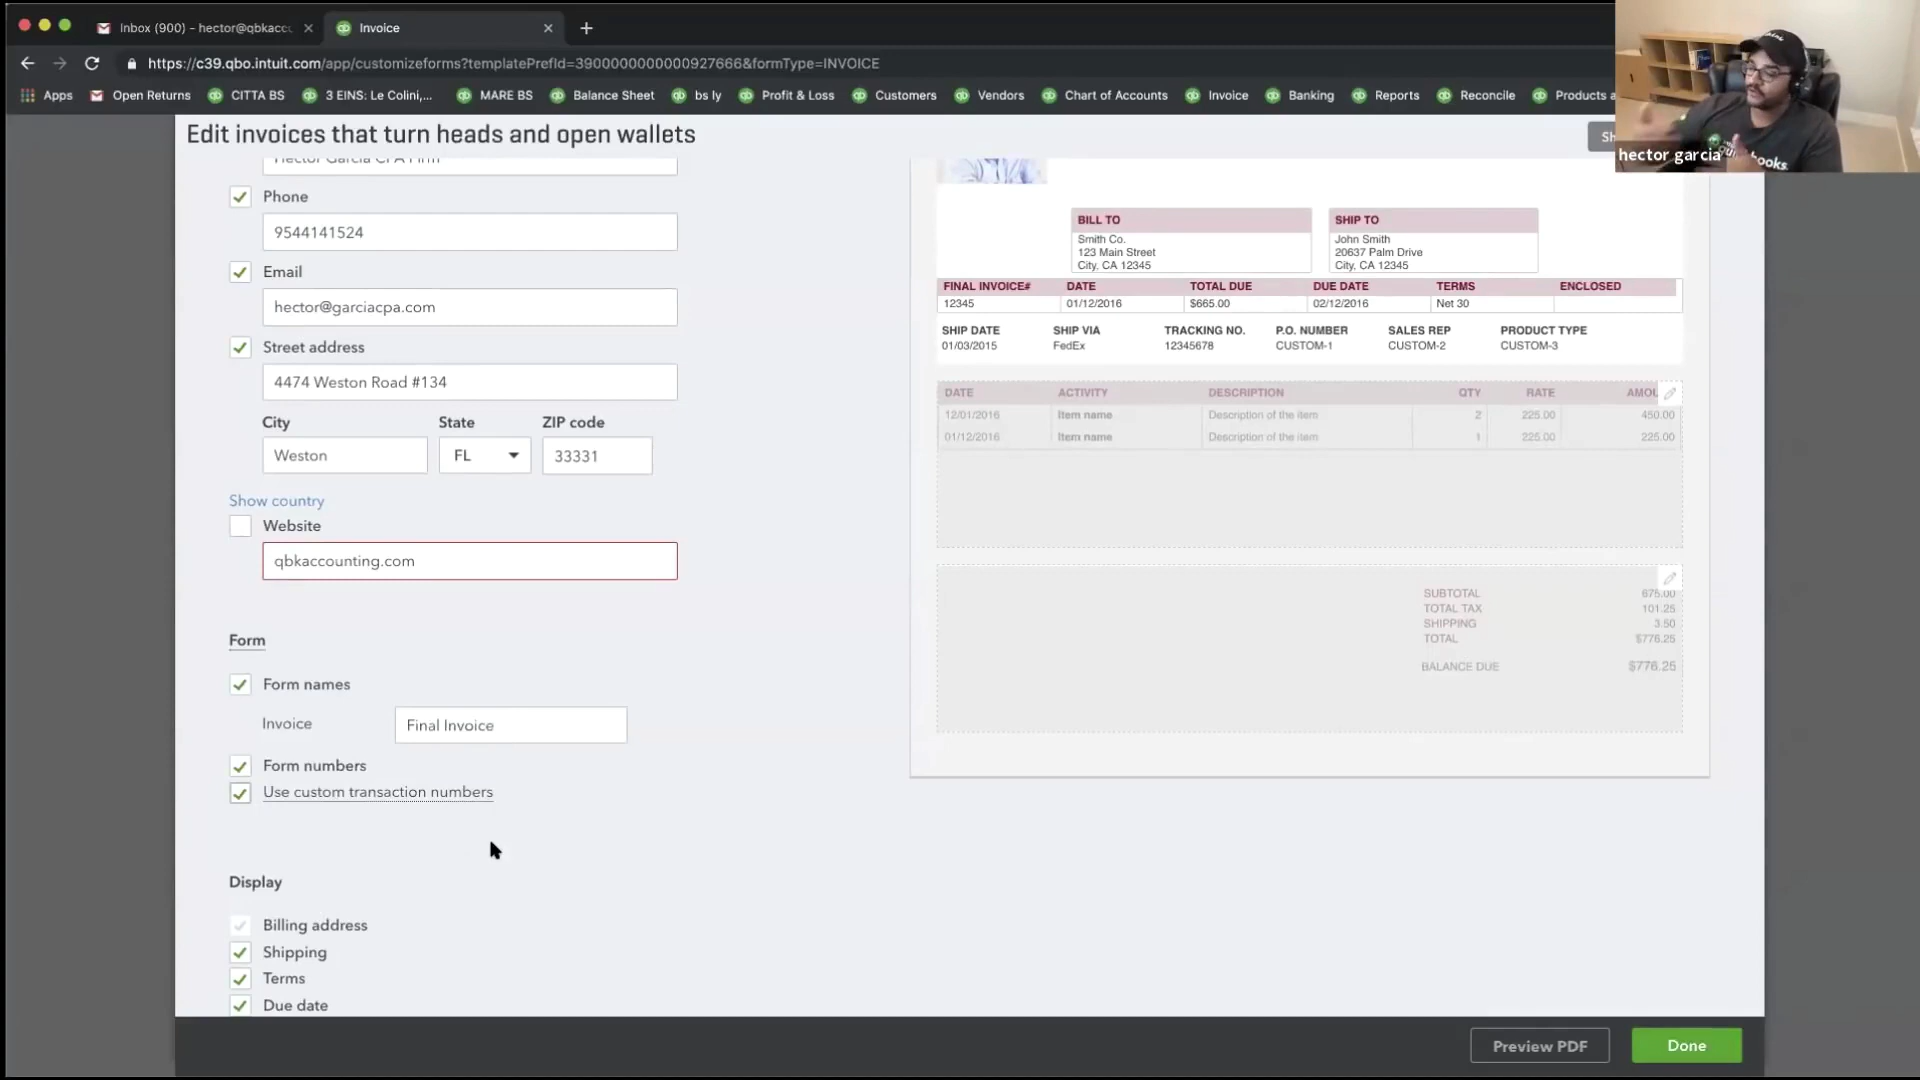 Inbox (900) - hector@qbkacc
Invoice
https://c39.qbo.intuit.com/app/customizeforms?templatePrefId=3900000000000927666&formType=INVOICE
Apps
Open Returns
CITTA BS
3 EINS: Le Colini,...
MARE BS
Balance Sheet
bs ly
Profit & Loss
Customers
Vendors
Chart of Accounts
Invoice
Banking
Reports
Reconcile
Products a
Edit invoices that turn heads and open wallets
hector garcia
Hector Garcia CPA Firm
Phone
9544141524
Email
hector@garciacpa.com
Street address
4474 Weston Road #134
City State ZIP code
Weston FL 33331
Show country
Website
qbkaccounting.com
Form
Form names
Invoice Final Invoice
Form numbers
Use custom transaction numbers
Display
Billing address
Shipping
Terms
Due date
BILL TO
Smith Co.
123 Main Street
City, CA 12345
SHIP TO
John Smith
20637 Palm Drive
City, CA 12345
FINAL INVOICE# DATE TOTAL DUE DUE DATE TERMS ENCLOSED
12345 01/12/2016 $665.00 02/12/2016 Net 30
SHIP DATE SHIP VIA TRACKING NO. P.O. NUMBER SALES REP PRODUCT TYPE
01/03/2015 FedEx 12345678 CUSTOM-1 CUSTOM-2 CUSTOM-3
DATE ACTIVITY DESCRIPTION QTY RATE AMOU
12/01/2016 Item name Description of the item 2 225.00 450.00
01/12/2016 Item name Description of the item 1 225.00 225.00
SUBTOTAL 675.00
TOTAL TAX 101.25
SHIPPING 3.50
TOTAL $776.25
BALANCE DUE $776.25
Preview PDF
Done